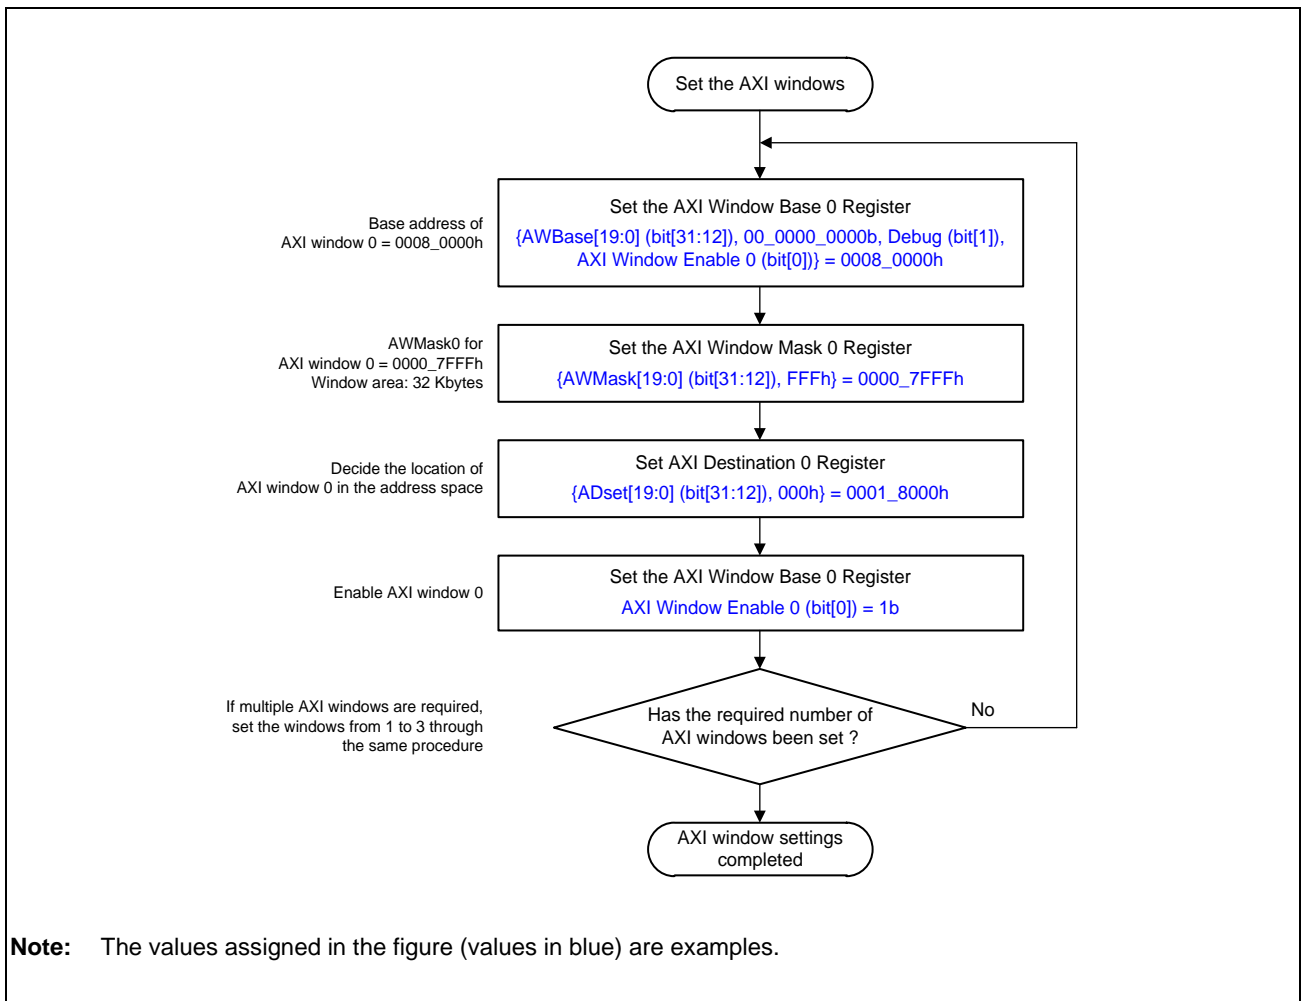 Set the AXI windows
Base address of
AXI window 0 = 0008_0000h
Set the AXI Window Base 0 Register
{AWBase[19:0] (bit[31:12]), 00_0000_0000b, Debug (bit[1]),
AXI Window Enable 0 (bit[0])} = 0008_0000h
AWMask0 for
AXI window 0 = 0000_7FFFh
Window area: 32 Kbytes
Set the AXI Window Mask 0 Register
{AWMask[19:0] (bit[31:12]), FFFh} = 0000_7FFFh
Decide the location of
AXI window 0 in the address space
Set AXI Destination 0 Register
{ADset[19:0] (bit[31:12]), 000h} = 0001_8000h
Enable AXI window 0
Set the AXI Window Base 0 Register
AXI Window Enable 0 (bit[0]) = 1b
If multiple AXI windows are required,
set the windows from 1 to 3 through
the same procedure
Has the required number of
AXI windows been set ?
No
AXI window settings
completed
Note: The values assigned in the figure (values in blue) are examples.